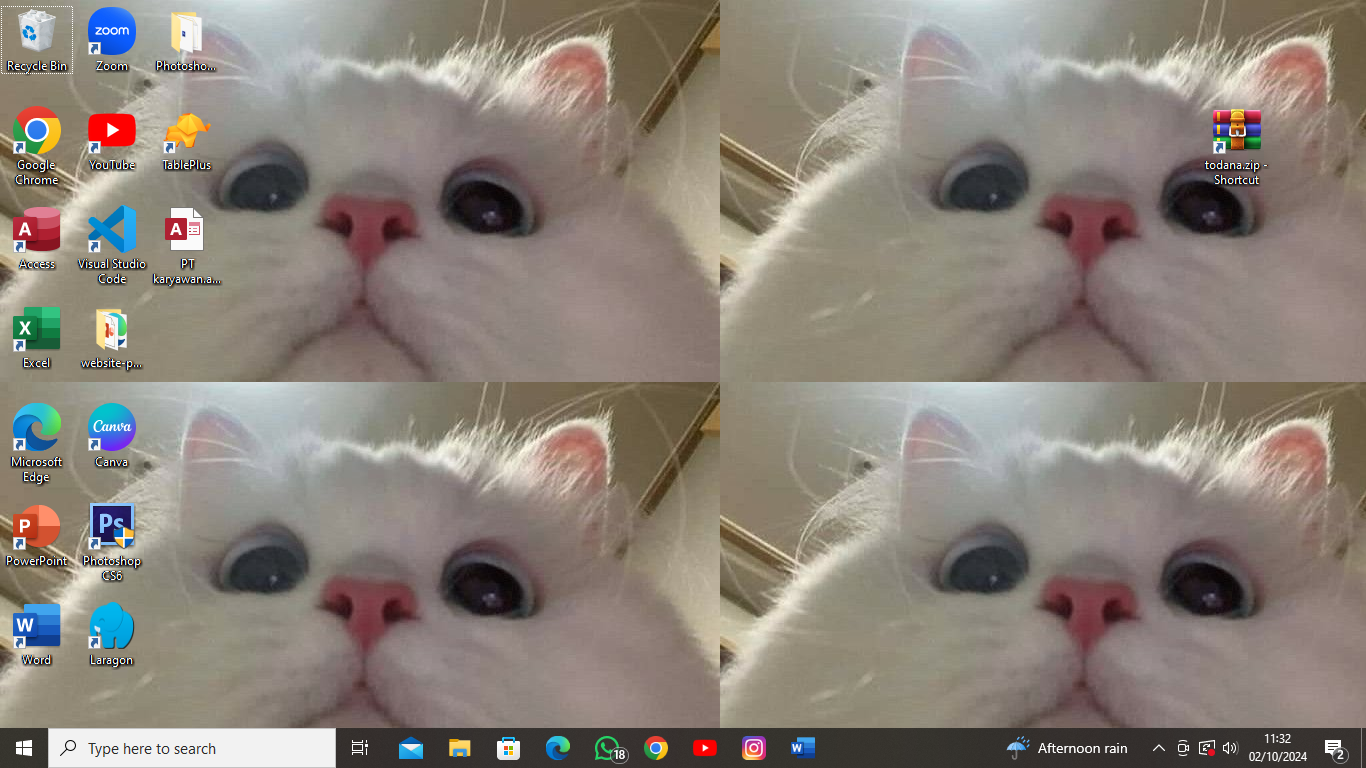 Recycle Bin
Zoom
Photosho...
Google
Chrome
YouTube
TablePlus
Access
Visual Studio
Code
PT
karyawan.a...
Excel
website-p...
Microsoft
Edge
Canva
Canva
PowerPoint
Photoshop
CS6
Word
Laragon
zoom
A
A
X
P
Ps
W
todana.zip -
Shortcut
Type here to search
18
W
Afternoon rain
11:32
02/10/2024
2